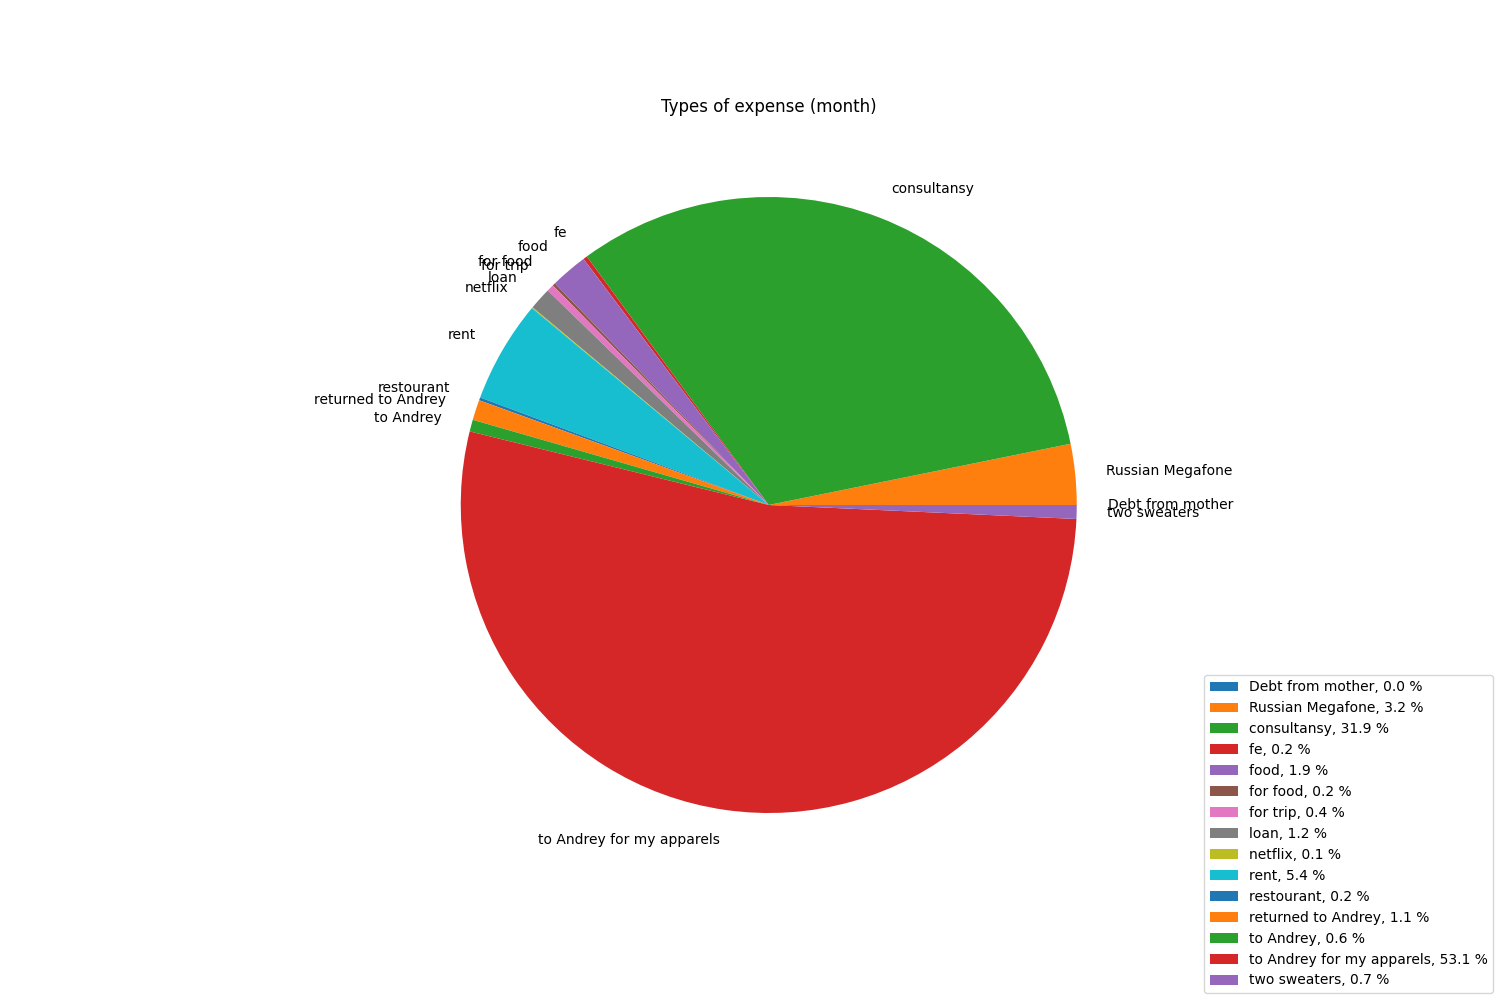 Types of expense (month)
consultansy
fe
food
for food
for trip
loan
netflix
rent
restourant
returned to Andrey
to Andrey
Russian Megafone
Debt from mother
two sweaters
to Andrey for my apparels
Debt from mother, 0.0 %
Russian Megafone, 3.2 %
consultansy, 31.9 %
fe, 0.2 %
food, 1.9 %
for food, 0.2 %
for trip, 0.4 %
loan, 1.2 %
netflix, 0.1 %
rent, 5.4 %
restourant, 0.2 %
returned to Andrey, 1.1 %
to Andrey, 0.6 %
to Andrey for my apparels, 53.1 %
two sweaters, 0.7 %